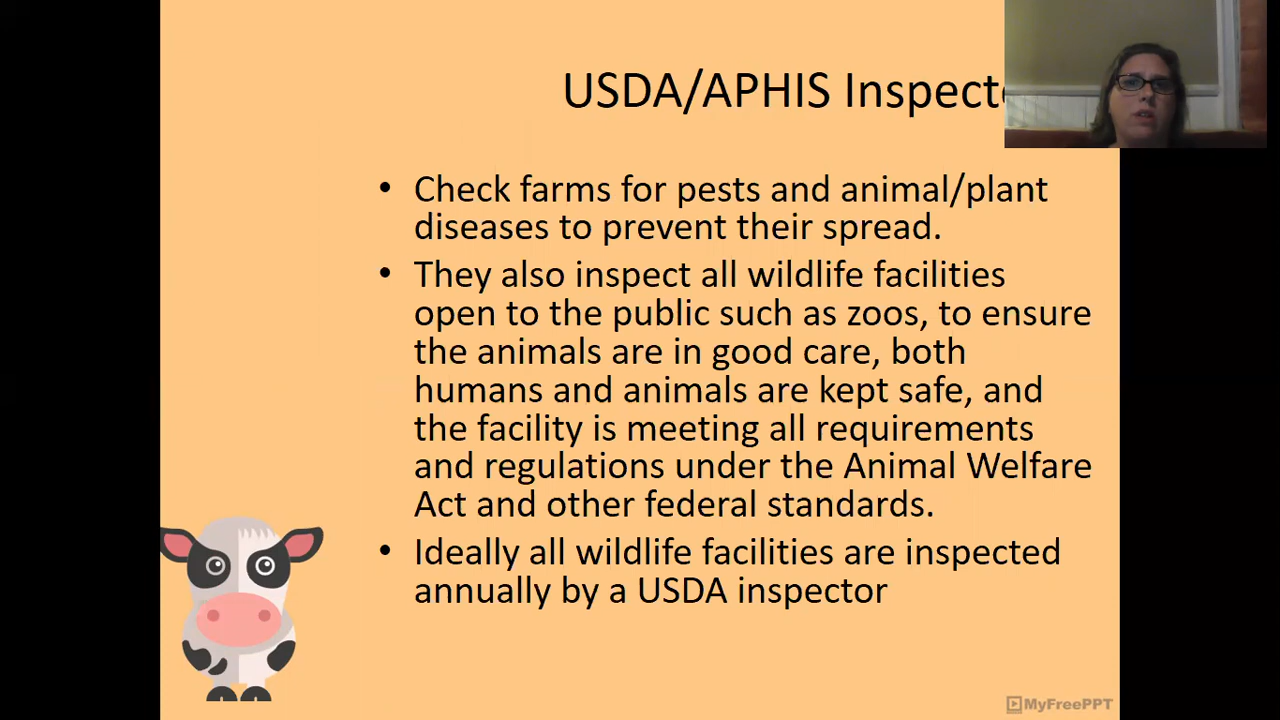 USDA/APHIS Inspecto
• Check farms for pests and animal/plant
diseases to prevent their spread.
• They also inspect all wildlife facilities
open to the public such as zoos, to ensure
the animals are in good care, both
humans and animals are kept safe, and
the facility is meeting all requirements
and regulations under the Animal Welfare
Act and other federal standards.
• Ideally all wildlife facilities are inspected
annually by a USDA inspector
MyFreePPT